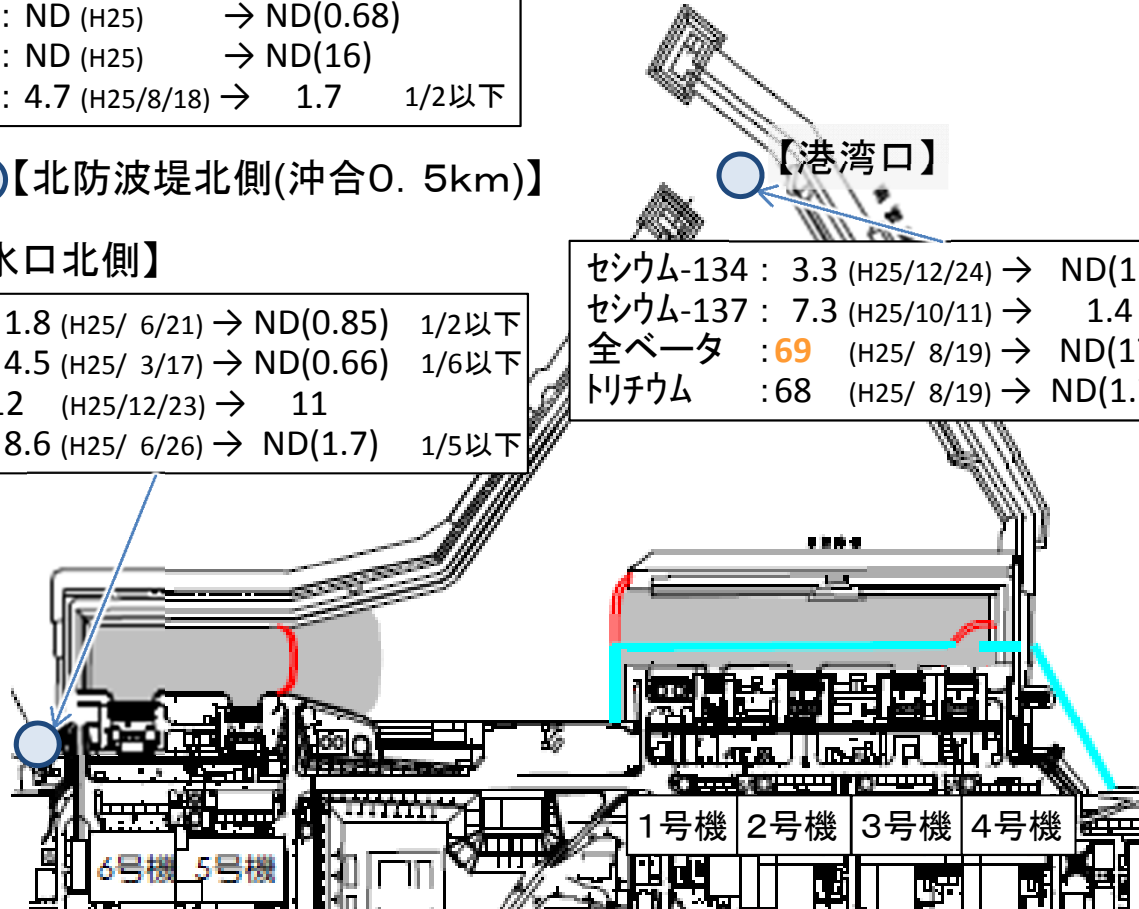 : ND (H25) → ND(0.68)
: ND (H25) → ND(16)
: 4.7 (H25/8/18) → 1.7 1/2以下
【北防波堤北側(沖合0. 5km)】
【港湾口】
水口北側】
1.8 (H25/ 6/21) → ND(0.85) 1/2以下
4.5 (H25/ 3/17) → ND(0.66) 1/6以下
12 (H25/12/23) → 11
8.6 (H25/ 6/26) → ND(1.7) 1/5以下
セシウム-134 : 3.3 (H25/12/24) → ND(1
セシウム-137 : 7.3 (H25/10/11) → 1.4
全ベータ :69 (H25/ 8/19) → ND(17
トリチウム :68 (H25/ 8/19) → ND(1.
1号機 2号機 3号機 4号機
6号機 5号機